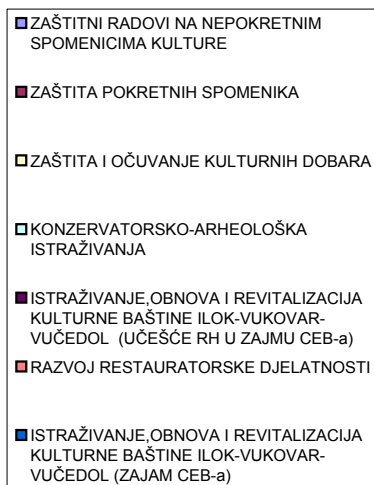 ZAŠTITNI RADOVI NA NEPOKRETNIM
SPOMENICIMA KULTURE
ZAŠTITA POKRETNIH SPOMENIKA
ZAŠTITA I OČUVANJE KULTURNIH DOBARA
KONZERVATORSKO-ARHEOLOŠKA
ISTRAŽIVANJA
ISTRAŽIVANJE,OBNOVA I REVITALIZACIJA
KULTURNE BAŠTINE ILOK-VUKOVAR-
VUČEDOL (UČEŠĆE RH U ZAJMU CEB-a)
RAZVOJ RESTAURATORSKE DJELATNOSTI
ISTRAŽIVANJE,OBNOVA I REVITALIZACIJA
KULTURNE BAŠTINE ILOK-VUKOVAR-
VUČEDOL (ZAJAM CEB-a)